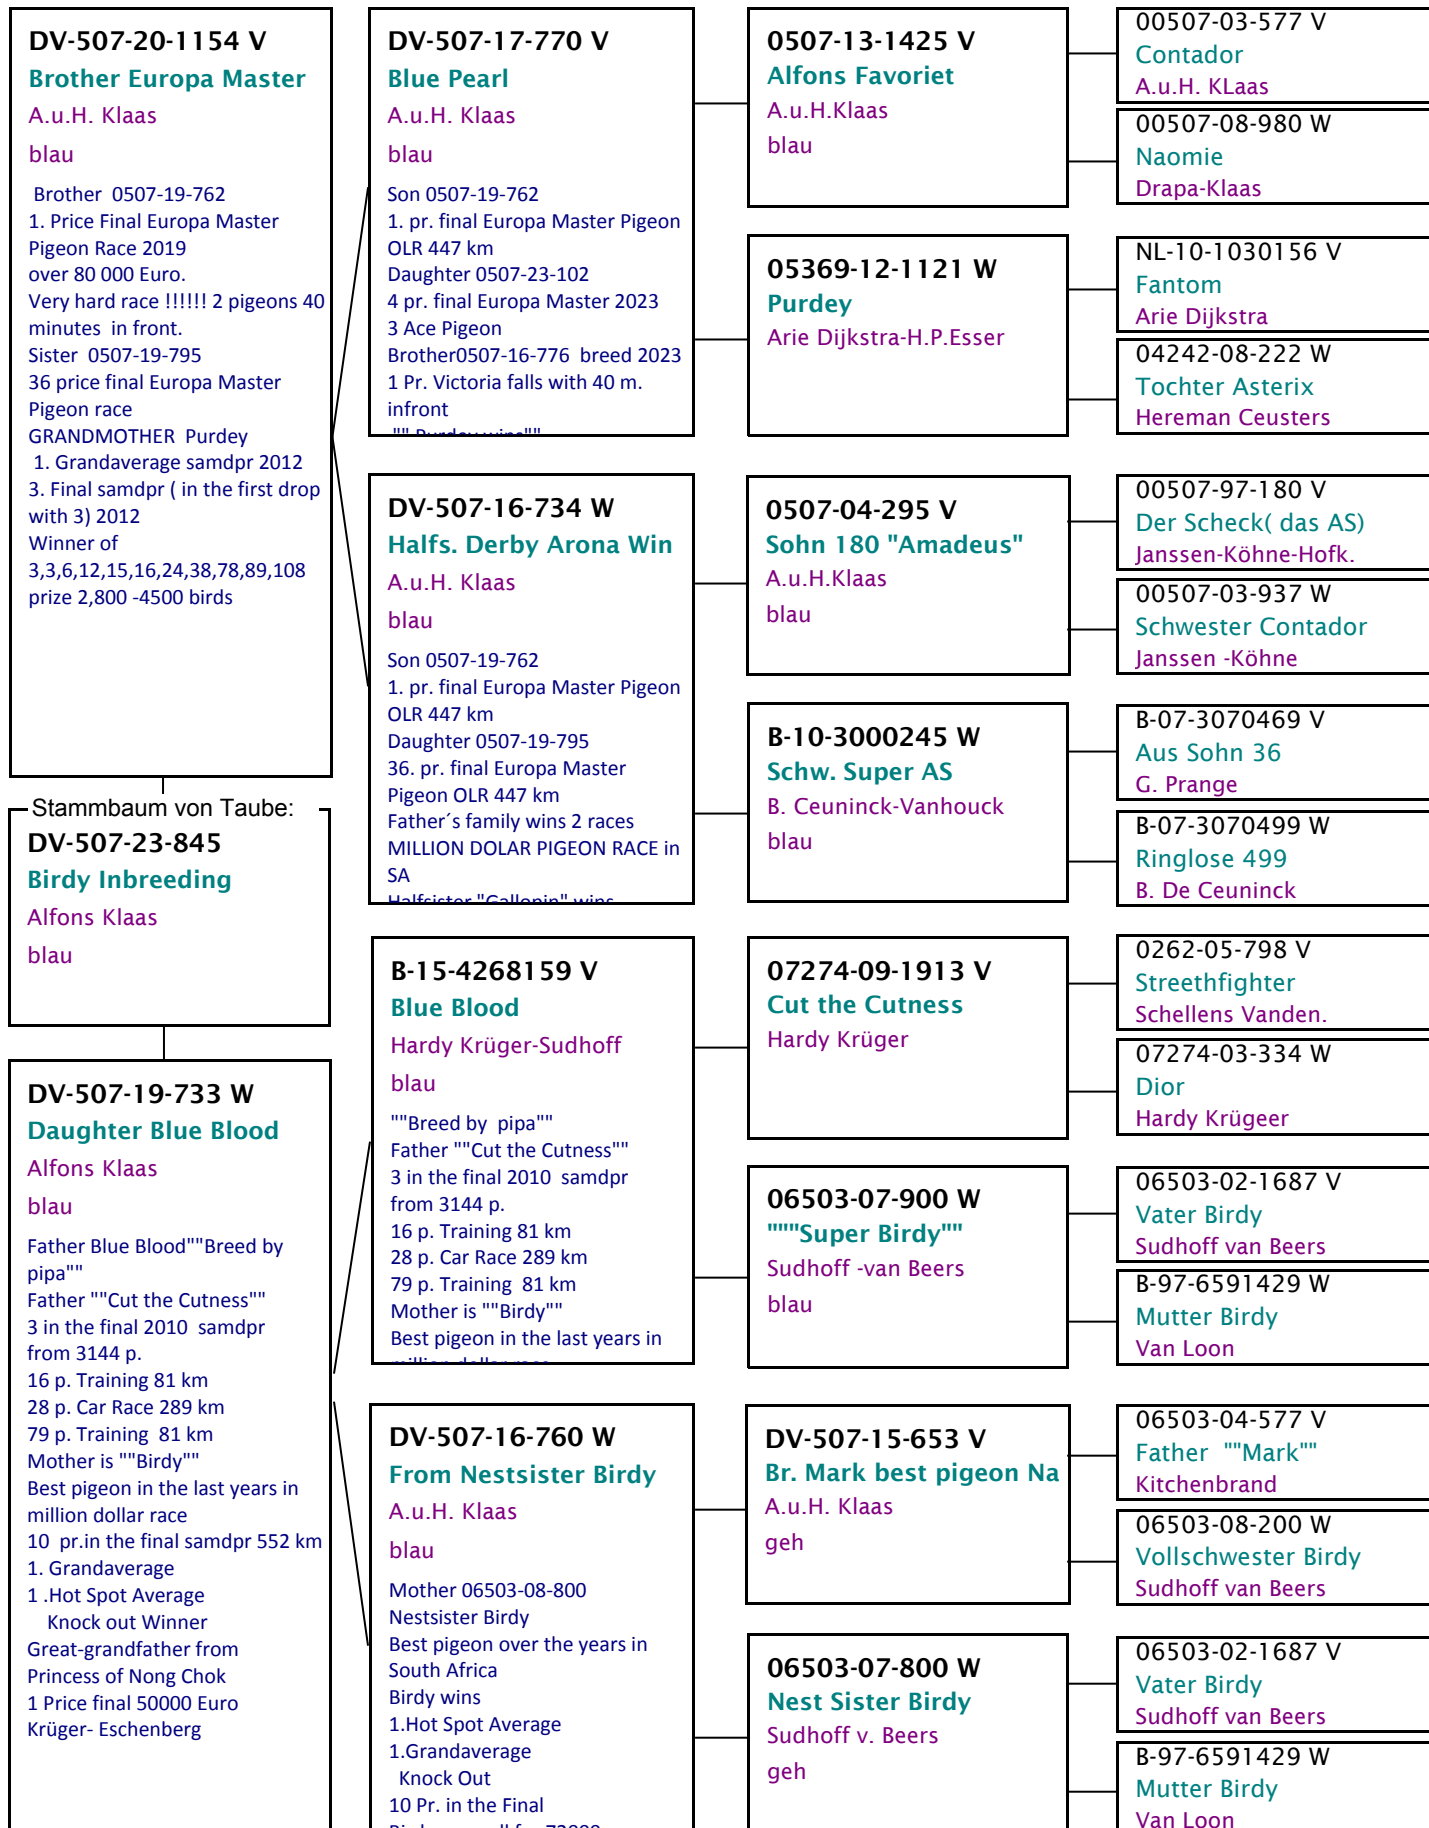 DV-507-20-1154 V
Brother Europa Master
A.u.H. Klaas
blau
Brother  0507-19-762
1. Price Final Europa Master
Pigeon Race 2019
over 80 000 Euro.
Very hard race !!!!!! 2 pigeons 40
minutes  in front.
Sister  0507-19-795
36 price final Europa Master
Pigeon race
GRANDMOTHER  Purdey
1. Grandaverage samdpr 2012
3. Final samdpr ( in the first drop
with 3) 2012
Winner of
3,3,6,12,15,16,24,38,78,89,108
prize 2,800 -4500 birds
Stammbaum von Taube:
DV-507-23-845
Birdy Inbreeding
Alfons Klaas
blau
DV-507-19-733 W
Daughter Blue Blood
Alfons Klaas
blau
Father Blue Blood""Breed by
pipa""
Father ""Cut the Cutness""
3 in the final 2010  samdpr
from 3144 p.
16 p. Training 81 km
28 p. Car Race 289 km
79 p. Training  81 km
Mother is ""Birdy""
Best pigeon in the last years in
million dollar race
10  pr.in the final samdpr 552 km
1. Grandaverage
1 .Hot Spot Average
Knock out Winner
Great-grandfather from
Princess of Nong Chok
1 Price final 50000 Euro
Krüger- Eschenberg
DV-507-17-770 V
Blue Pearl
A.u.H. Klaas
blau
Son 0507-19-762
1. pr. final Europa Master Pigeon
OLR 447 km
Daughter 0507-23-102
4 pr. final Europa Master 2023
3 Ace Pigeon
Brother0507-16-776  breed 2023
1 Pr. Victoria falls with 40 m.
infront
"" Purdey wins""
DV-507-16-734 W
Halfs. Derby Arona Win
A.u.H. Klaas
blau
Son 0507-19-762
1. pr. final Europa Master Pigeon
OLR 447 km
Daughter 0507-19-795
36. pr. final Europa Master
Pigeon OLR 447 km
Father´s family wins 2 races
MILLION DOLAR PIGEON RACE in
SA
Halfsister "Gallopin" wins
B-15-4268159 V
Blue Blood
Hardy Krüger-Sudhoff
blau
""Breed by  pipa""
Father ""Cut the Cutness""
3 in the final 2010  samdpr
from 3144 p.
16 p. Training 81 km
28 p. Car Race 289 km
79 p. Training  81 km
Mother is ""Birdy""
Best pigeon in the last years in
million dollar race
DV-507-16-760 W
From Nestsister Birdy
A.u.H. Klaas
blau
Mother 06503-08-800
Nestsister Birdy
Best pigeon over the years in
South Africa
Birdy wins
1.Hot Spot Average
1.Grandaverage
Knock Out
10 Pr. in the Final
0507-13-1425 V
Alfons Favoriet
A.u.H.Klaas
blau
05369-12-1121 W
Purdey
Arie Dijkstra-H.P.Esser
0507-04-295 V
Sohn 180 "Amadeus"
A.u.H.Klaas
blau
B-10-3000245 W
Schw. Super AS
B. Ceuninck-Vanhouck
blau
07274-09-1913 V
Cut the Cutness
Hardy Krüger
06503-07-900 W
"""Super Birdy""
Sudhoff -van Beers
blau
DV-507-15-653 V
Br. Mark best pigeon Na
A.u.H. Klaas
geh
06503-07-800 W
Nest Sister Birdy
Sudhoff v. Beers
geh
00507-03-577 V
Contador
A.u.H. KLaas
00507-08-980 W
Naomie
Drapa-Klaas
NL-10-1030156 V
Fantom
Arie Dijkstra
04242-08-222 W
Tochter Asterix
Hereman Ceusters
00507-97-180 V
Der Scheck( das AS)
Janssen-Köhne-Hofk.
00507-03-937 W
Schwester Contador
Janssen -Köhne
B-07-3070469 V
Aus Sohn 36
G. Prange
B-07-3070499 W
Ringlose 499
B. De Ceuninck
0262-05-798 V
Streethfighter
Schellens Vanden.
07274-03-334 W
Dior
Hardy Krügeer
06503-02-1687 V
Vater Birdy
Sudhoff van Beers
B-97-6591429 W
Mutter Birdy
Van Loon
06503-04-577 V
Father  ""Mark""
Kitchenbrand
06503-08-200 W
Vollschwester Birdy
Sudhoff van Beers
06503-02-1687 V
Vater Birdy
Sudhoff van Beers
B-97-6591429 W
Mutter Birdy
Van Loon